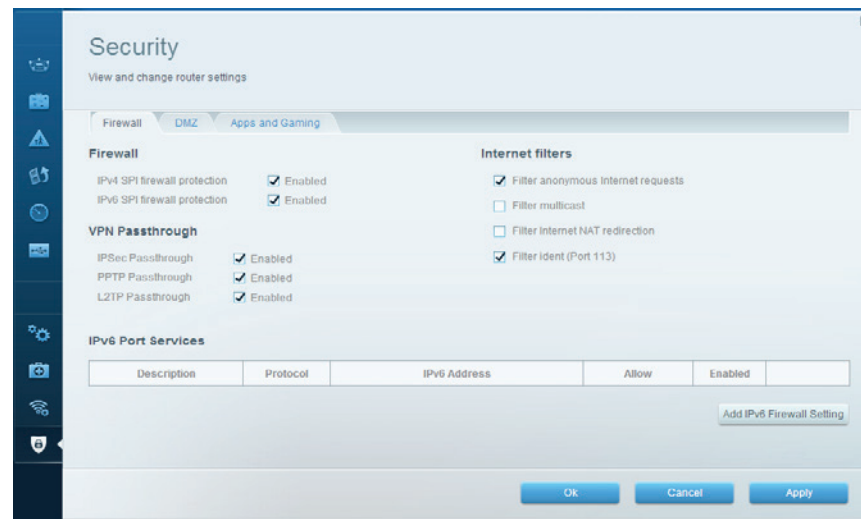 Security
View and change router settings
Firewall DMZ Apps and Gaming
Firewall
IPv4 SPI firewall protection Enabled
IPv6 SPI firewall protection Enabled
VPN Passthrough
IPSec Passthrough Enabled
PPTP Passthrough Enabled
L2TP Passthrough Enabled
Internet filters
Filter anonymous Internet requests
Filter multicast
Filter Internet NAT redirection
Filter ident (Port 113)
IPv6 Port Services
Description Protocol IPv6 Address Allow Enabled
Add IPv6 Firewall Setting
Ok Cancel Apply